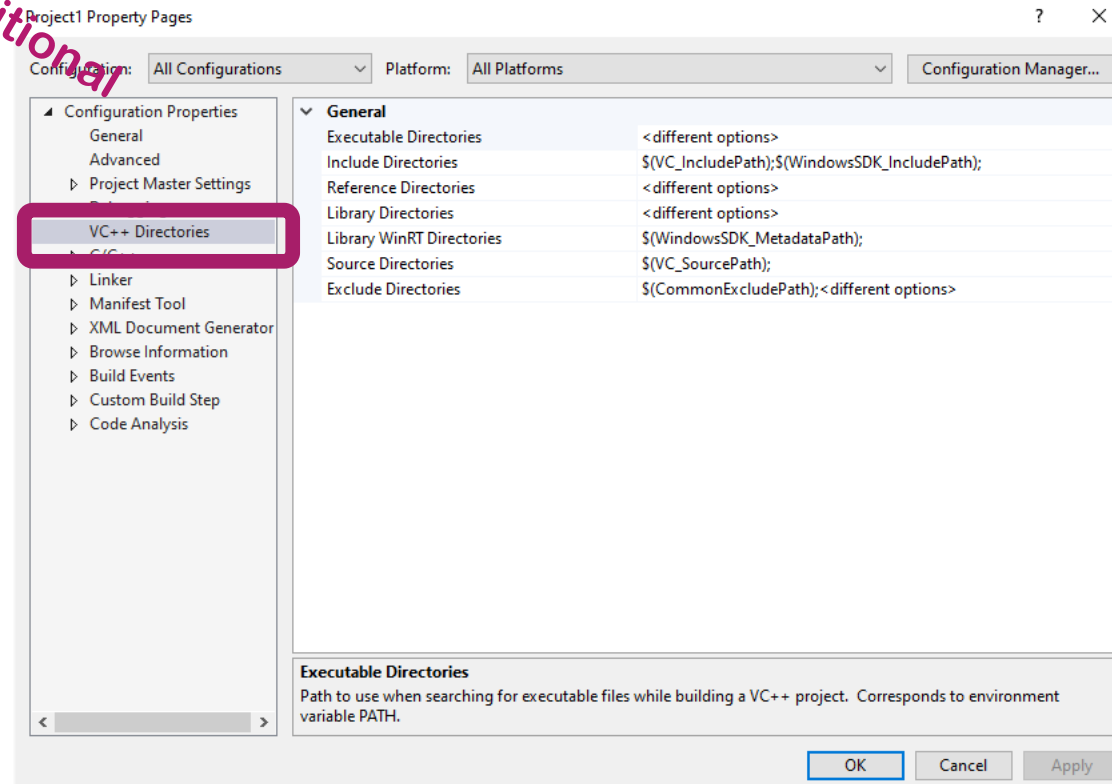 itional
Project1 Property Pages
?
Configuration: All Configurations Platform: All Platforms Configuration Manager...
Configuration Properties
General
Advanced
Project Master Settings
VC++ Directories
Linker
Manifest Tool
XML Document Generator
Browse Information
Build Events
Custom Build Step
Code Analysis
General
Executable Directories <different options>
Include Directories $(VC_IncludePath);$(WindowsSDK_IncludePath);
Reference Directories <different options>
Library Directories <different options>
Library WinRT Directories $(WindowsSDK_MetadataPath);
Source Directories $(VC_SourcePath);
Exclude Directories $(CommonExcludePath);<different options>
Executable Directories
Path to use when searching for executable files while building a VC++ project. Corresponds to environment
variable PATH.
OK Cancel Apply